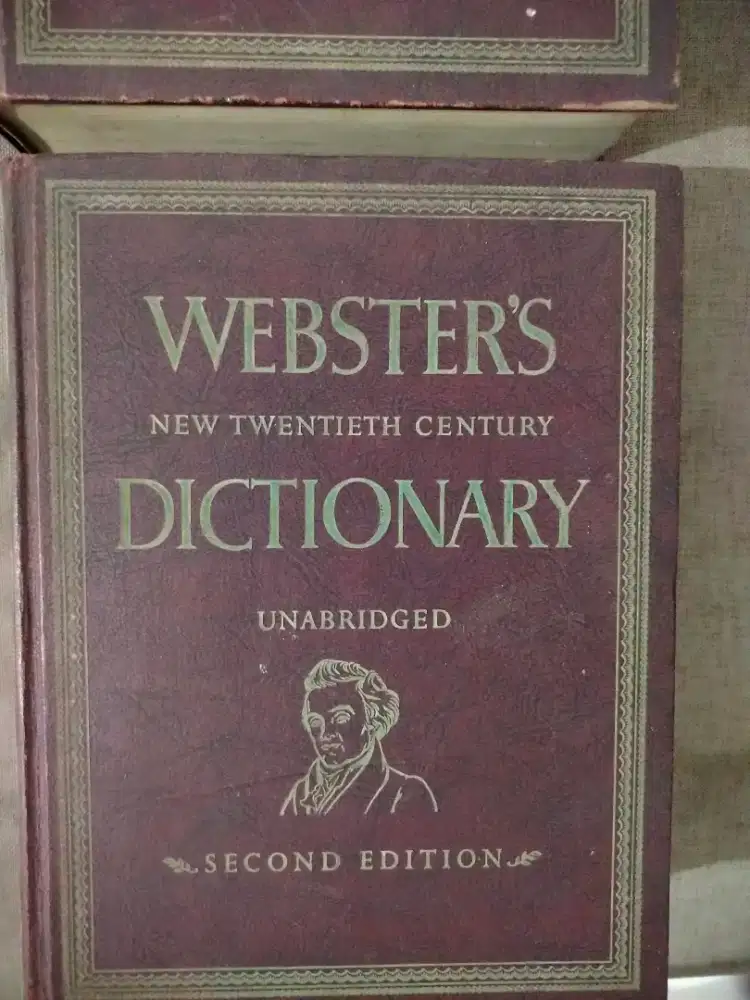 WEBSTER'S
NEW TWENTIETH CENTURY
DICTIONARY
UNABRIDGED
SECOND EDITION